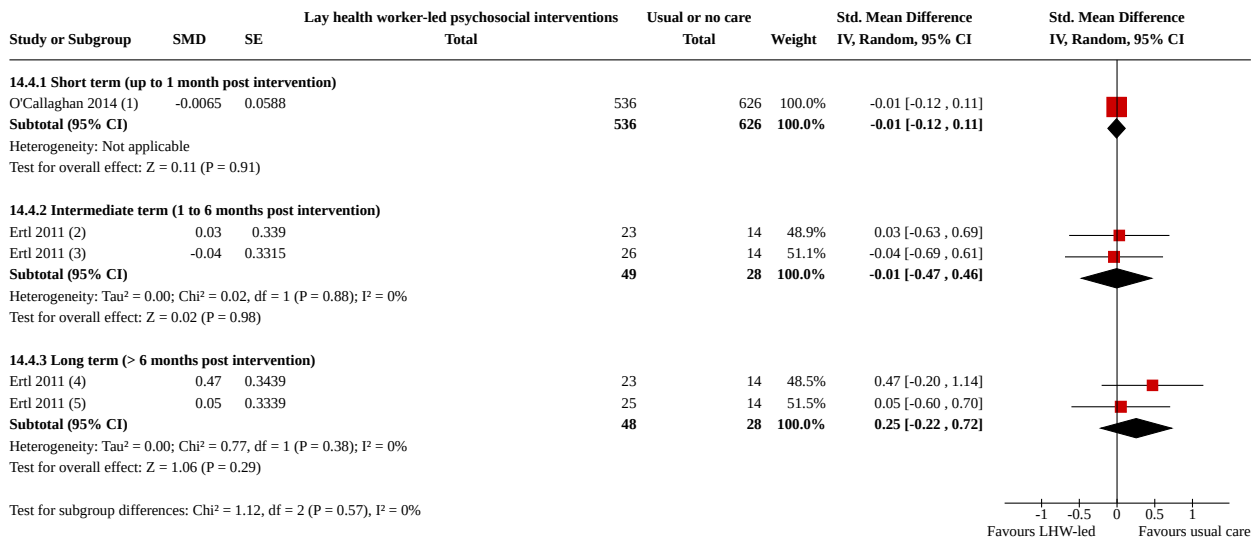 Lay health worker-led psychosocial interventions Usual or no care Std. Mean Difference Std. Mean Difference
Study or Subgroup SMD SE Total Total Weight IV, Random, 95% CI IV, Random, 95% CI
14.4.1 Short term (up to 1 month post intervention)
O'Callaghan 2014 (1) -0.0065 0.0588 536 626 100.0% -0.01 [-0.12 , 0.11]
Subtotal (95% CI) 536 626 100.0% -0.01 [-0.12 , 0.11]
Heterogeneity: Not applicable
Test for overall effect: Z = 0.11 (P = 0.91)
14.4.2 Intermediate term (1 to 6 months post intervention)
Ertl 2011 (2) 0.03 0.339 23 14 48.9% 0.03 [-0.63 , 0.69]
Ertl 2011 (3) -0.04 0.3315 26 14 51.1% -0.04 [-0.69 , 0.61]
Subtotal (95% CI) 49 28 100.0% -0.01 [-0.47 , 0.46]
Heterogeneity: Tau² = 0.00; Chi² = 0.02, df = 1 (P = 0.88); I² = 0%
Test for overall effect: Z = 0.02 (P = 0.98)
14.4.3 Long term (> 6 months post intervention)
Ertl 2011 (4) 0.47 0.3439 23 14 48.5% 0.47 [-0.20 , 1.14]
Ertl 2011 (5) 0.05 0.3339 25 14 51.5% 0.05 [-0.60 , 0.70]
Subtotal (95% CI) 48 28 100.0% 0.25 [-0.22 , 0.72]
Heterogeneity: Tau² = 0.00; Chi² = 0.77, df = 1 (P = 0.38); I² = 0%
Test for overall effect: Z = 1.06 (P = 0.29)
Test for subgroup differences: Chi² = 1.12, df = 2 (P = 0.57), I² = 0%
-1 -0.5 0 0.5 1
Favours LHW-led Favours usual care